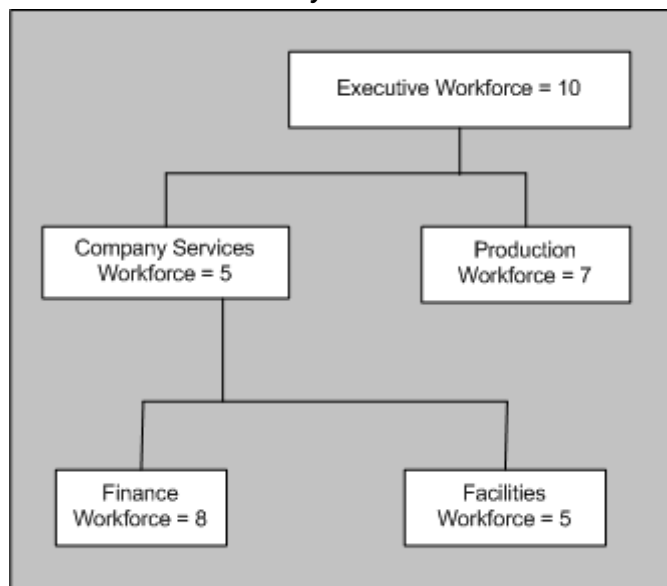 Executive Workforce = 10
Company Services
Workforce = 5
Production
Workforce = 7
Finance
Workforce = 8
Facilities
Workforce = 5